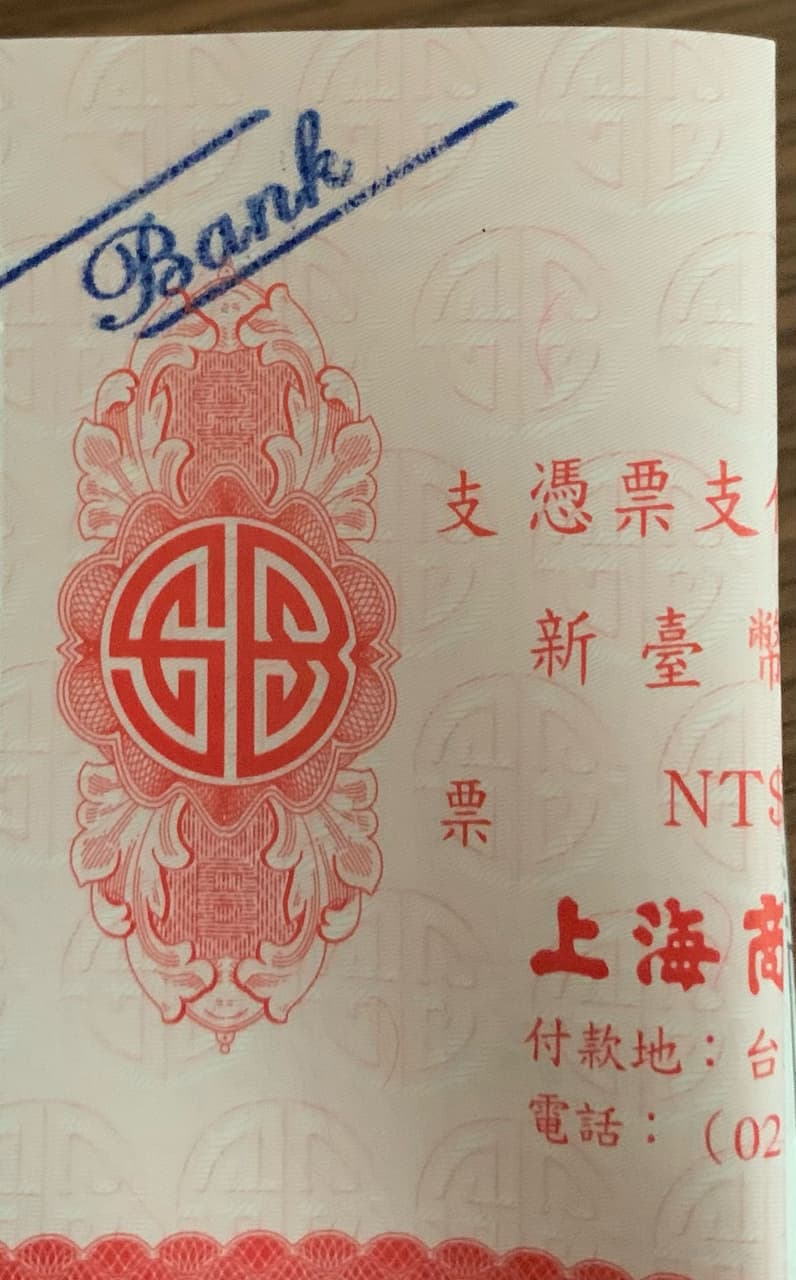 Bank
支 憑票支
新臺幣
票 NT$
上海商
付款地：台
電話：（02